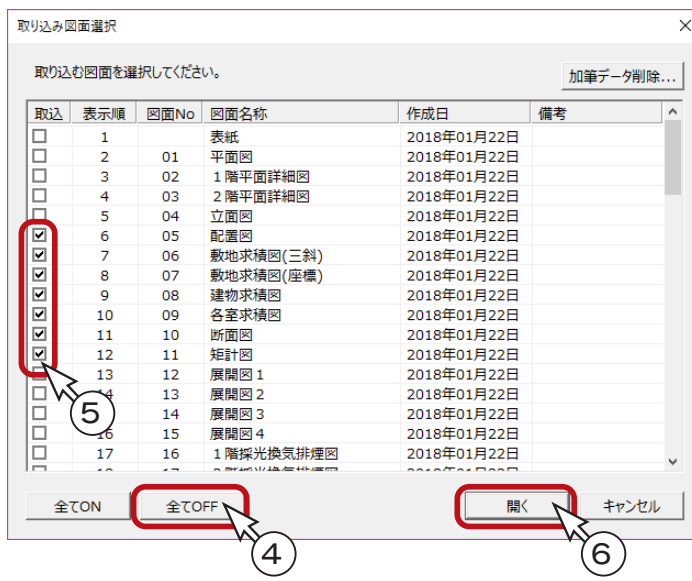 取り込み図面選択
取り込む図面を選択してください。
加筆データ削除...
取込 表示順 図面No 図面名称 作成日 備考
1 表紙 2018年01月22日
2 01 平面図 2018年01月22日
3 02 1階平面詳細図 2018年01月22日
4 03 2階平面詳細図 2018年01月22日
5 04 立面図 2018年01月22日
6 05 配置図 2018年01月22日
7 06 敷地求積図(三斜) 2018年01月22日
8 07 敷地求積図(座標) 2018年01月22日
9 08 建物求積図 2018年01月22日
10 09 各室求積図 2018年01月22日
11 10 断面図 2018年01月22日
12 11 矩計図 2018年01月22日
13 12 展開図1 2018年01月22日
13 展開図2 2018年01月22日
14 展開図3 2018年01月22日
16 15 展開図4 2018年01月22日
17 16 1階採光換気排煙図 2018年01月22日
⑤
全てON 全てOFF 開く キャンセル
④ ⑥